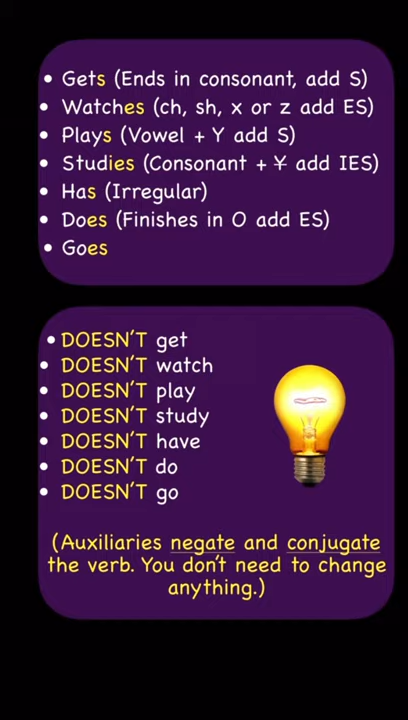 • Gets (Ends in consonant, add S)
• Watches (ch, sh, x or z add ES)
• Plays (Vowel + Y add S)
• Studies (Consonant + Y add IES)
• Has (Irregular)
• Does (Finishes in O add ES)
• Goes
• DOESN'T get
• DOESN'T watch
• DOESN'T play
• DOESN'T study
• DOESN'T have
• DOESN'T do
• DOESN'T go
(Auxiliaries negate and conjugate
the verb. You don't need to change
anything.)